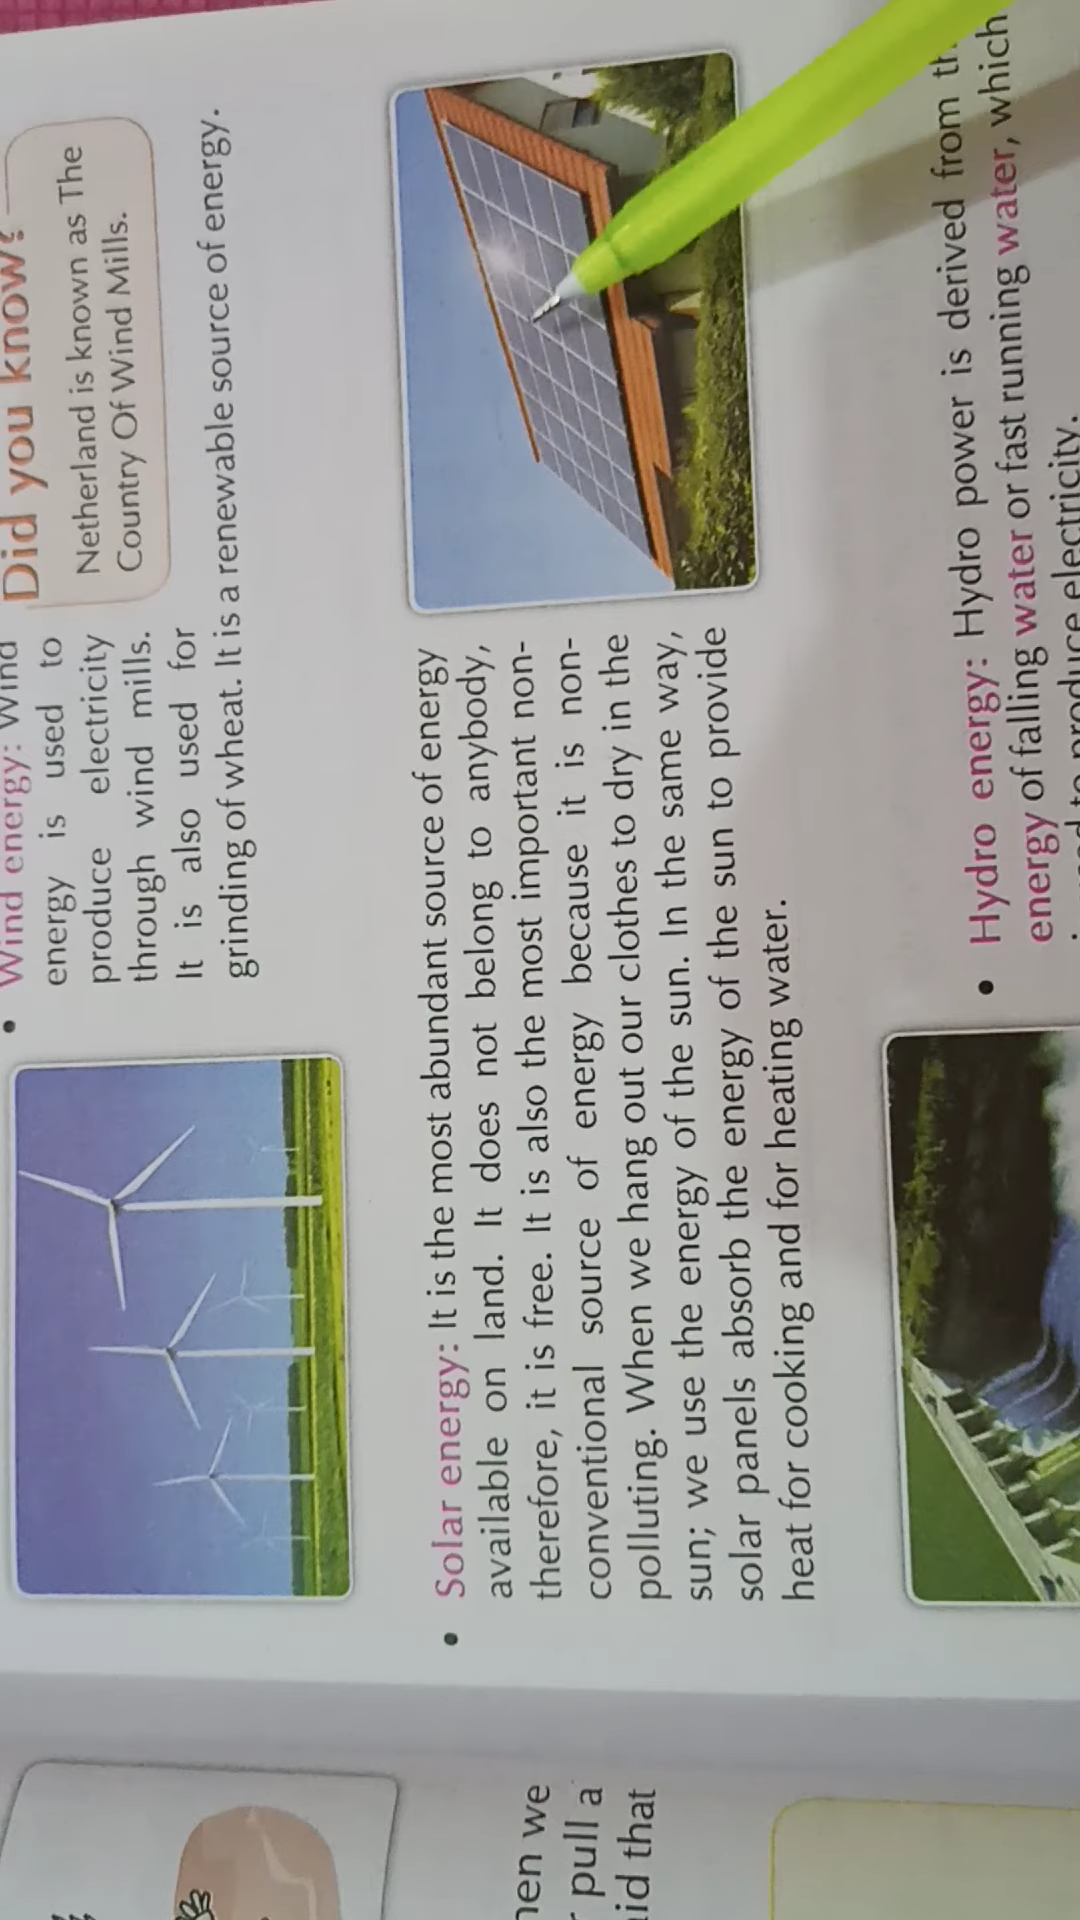 Wind energy: Wind
energy is used to
produce electricity
through wind mills.
It is also used for
grinding of wheat. It is a renewable source of energy.
Did you know?
Netherland is known as The
Country Of Wind Mills.
• Solar energy: It is the most abundant source of energy
available on land. It does not belong to anybody,
therefore, it is free. It is also the most important non-
conventional source of energy because it is non-
polluting. When we hang out our clothes to dry in the
sun; we use the energy of the sun. In the same way,
solar panels absorb the energy of the sun to provide
heat for cooking and for heating water.
• Hydro energy: Hydro power is derived from
energy of falling water or fast running water, which
to produce electricity.
we
pull a
that